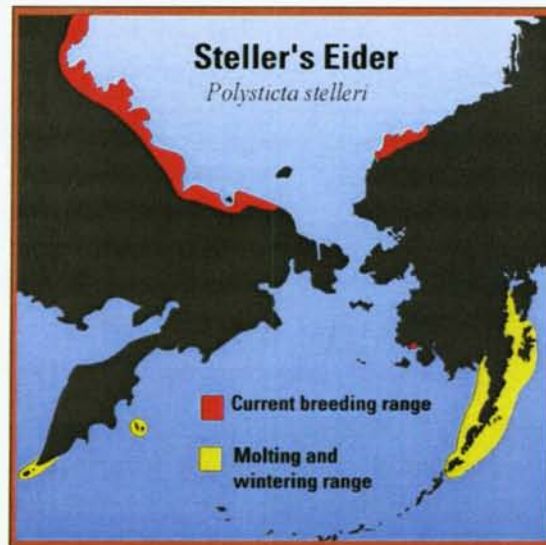 Steller's Eider
Polysticta stelleri
Current breeding range
Molting and
wintering range